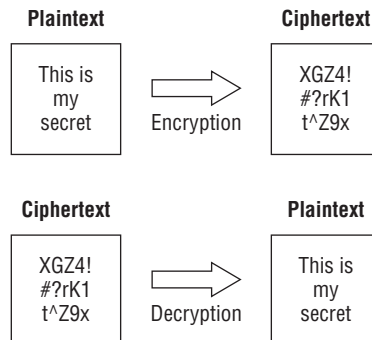 Plaintext
Ciphertext
This is
my
secret
Encryption
XGZ4!
#?rK1
t^Z9x
Ciphertext
Plaintext
XGZ4!
#?rK1
t^Z9x
Decryption
This is
my
secret